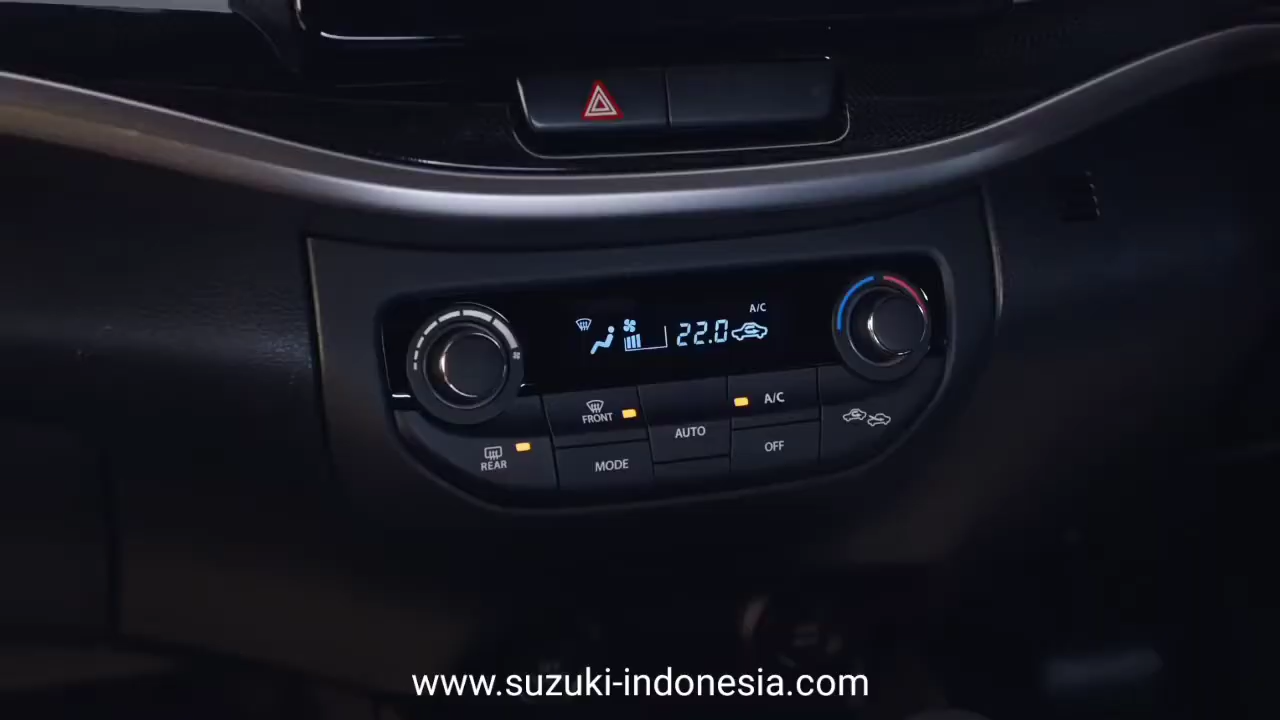 A/C
22.0
FRONT
A/C
AUTO
REAR
MODE
OFF
www.suzuki-indonesia.com